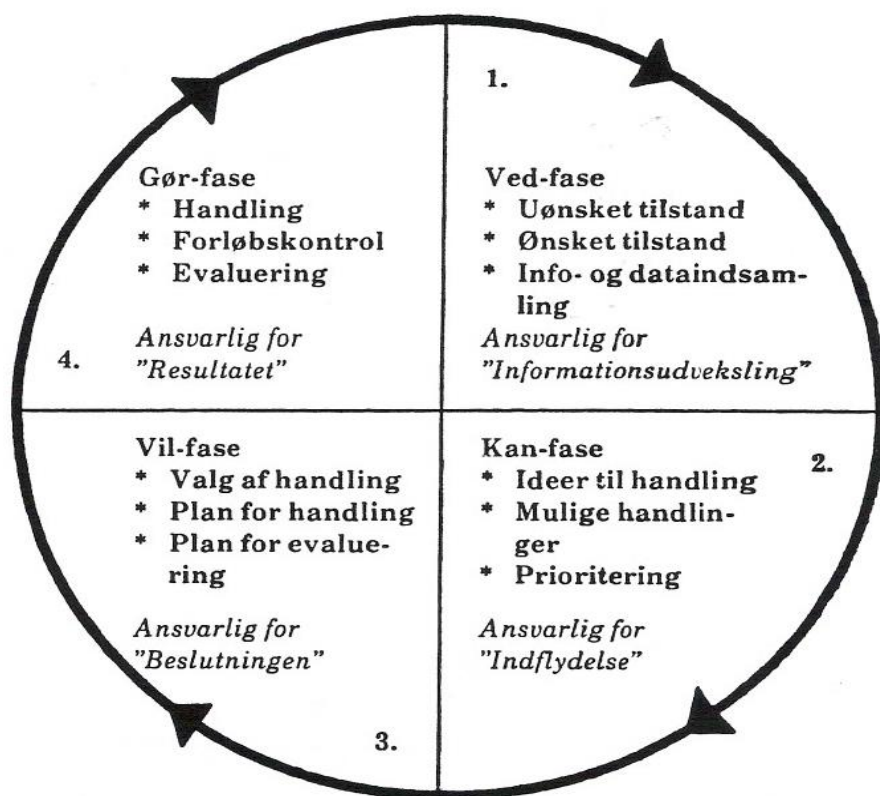 1.
Ved-fase
* Uønsket tilstand
* Ønsket tilstand
* Info- og dataindsam-
ling
Ansvarlig for
"Informationsudveksling"
2.
Kan-fase
* Ideer til handling
* Mulige handlin-
ger
* Prioritering
Ansvarlig for
"Indflydelse"
3.
Vil-fase
* Valg af handling
* Plan for handling
* Plan for evalue-
ring
Ansvarlig for
"Beslutningen"
4.
Gør-fase
* Handling
* Forløbskontrol
* Evaluering
Ansvarlig for
"Resultatet"